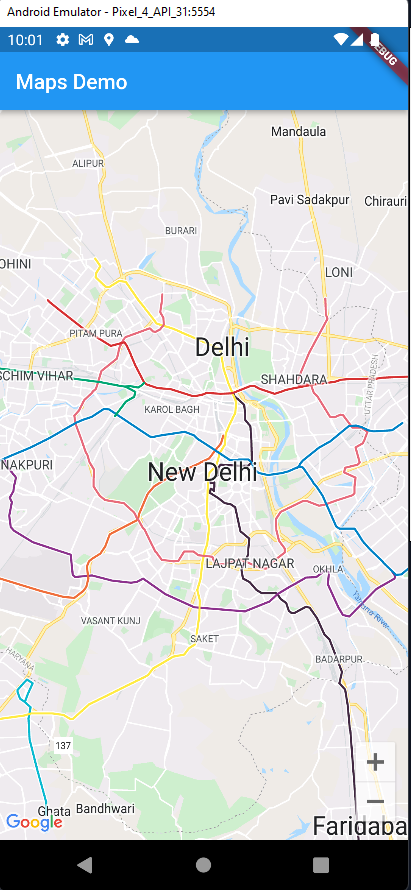 Android Emulator - Pixel_4_API_31:5554
10:01
DEBUG
Maps Demo
Mandaula
ALIPUR
Pavi Sadakpur
Chirauri
BURARI
OHINI
LONI
PITAM PURA
Delhi
SCHIM VIHAR
SHAHDARA
UTTAR PRADESH
KAROL BAGH
NAKPURI
New Delhi
LAJPAT NAGAR
OKHLA
Yamuna River
VASANT KUNJ
SAKET
HARYANA
BADARPUR
137
+
−
Ghata
Bandhwari
Google
Faridaba